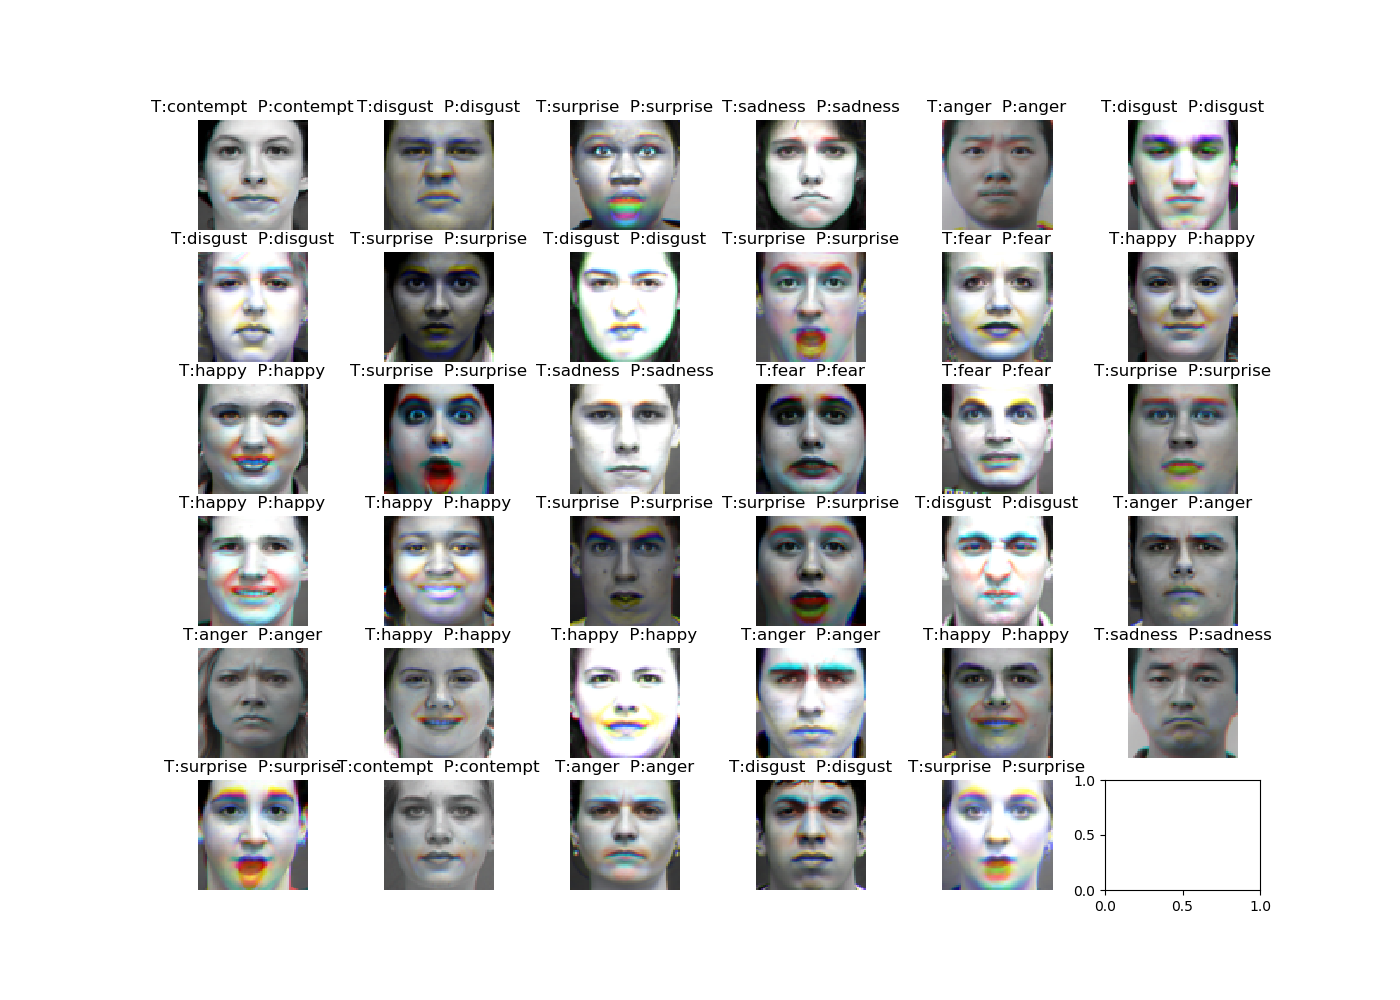 T:contempt P:contempt T:disgust P:disgust T:surprise P:surprise T:sadness P:sadness T:anger P:anger T:disgust P:disgust
T:disgust P:disgust T:surprise P:surprise T:disgust P:disgust T:surprise P:surprise T:fear P:fear T:happy P:happy
T:happy P:happy T:surprise P:surprise T:sadness P:sadness T:fear P:fear T:fear P:fear T:surprise P:surprise
T:happy P:happy T:happy P:happy T:surprise P:surprise T:surprise P:surprise T:disgust P:disgust T:anger P:anger
T:anger P:anger T:happy P:happy T:happy P:happy T:anger P:anger T:happy P:happy T:sadness P:sadness
T:surprise P:surprise T:contempt P:contempt T:anger P:anger T:disgust P:disgust T:surprise P:surprise
1.0
0.5
0.0
0.0 0.5 1.0